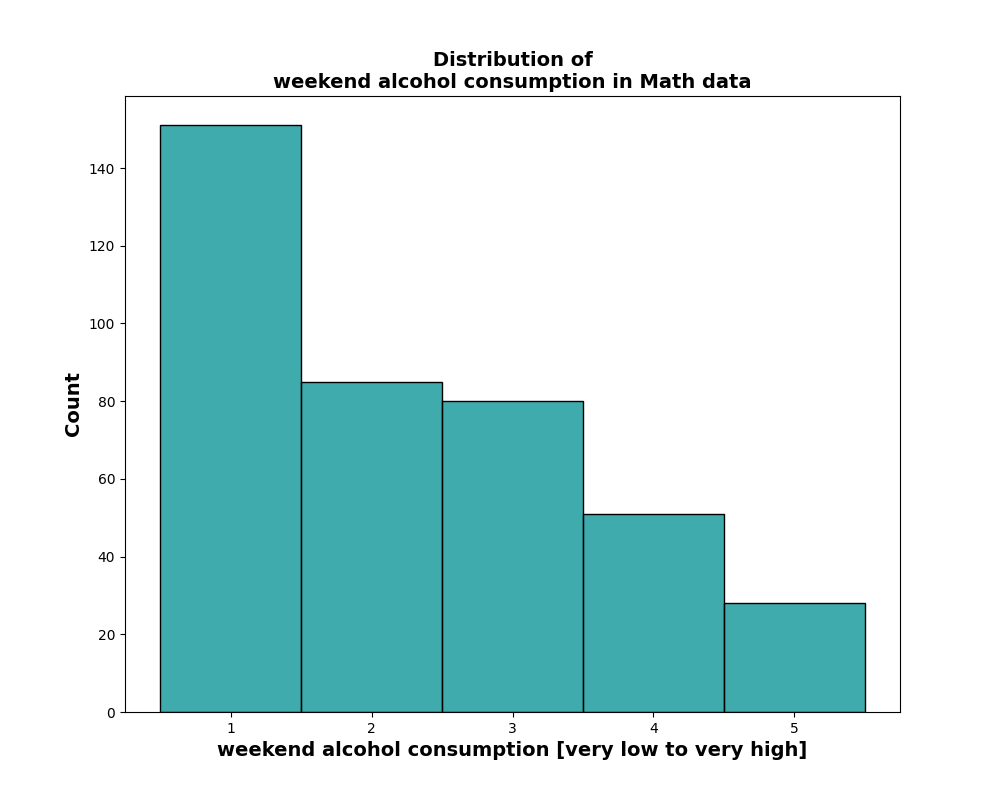 Distribution of
weekend alcohol consumption in Math data
Count
140
120
100
80
60
40
20
0
1 2 3 4 5
weekend alcohol consumption [very low to very high]